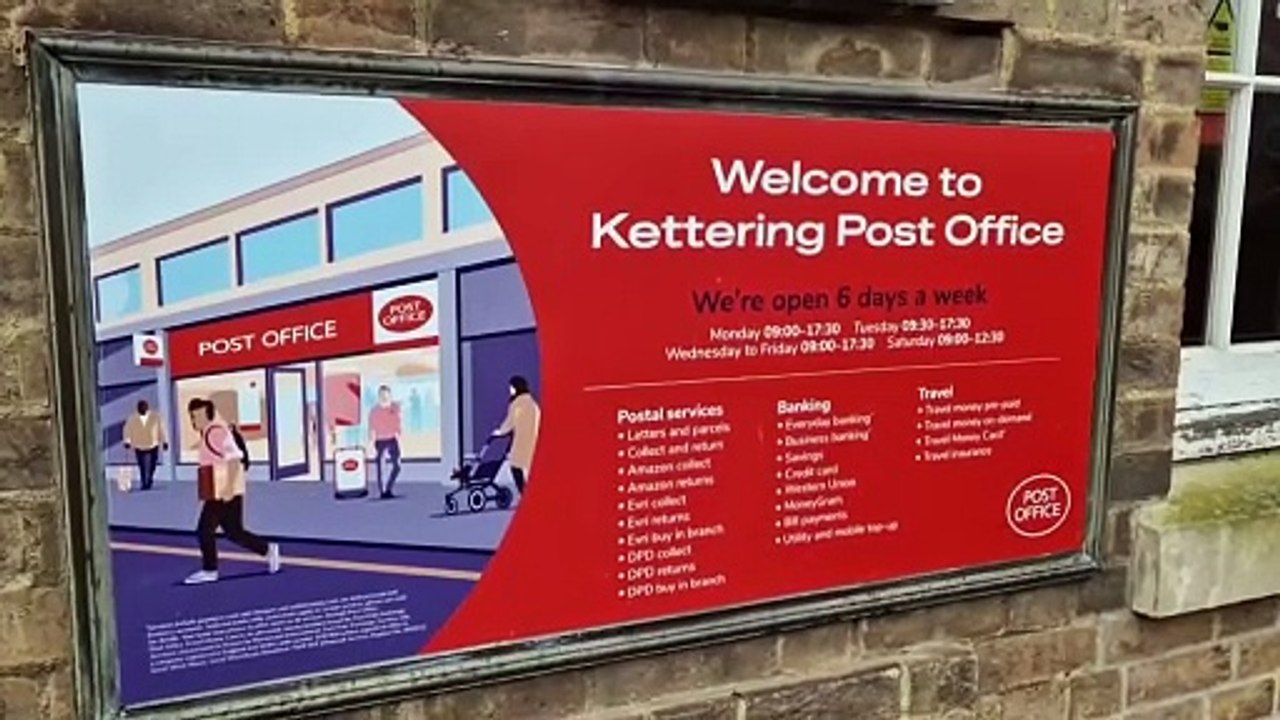 Welcome to
Kettering Post Office
We're open 6 days a week
Monday 09:00-17:30 Tuesday 09:30-17:30
Wednesday to Friday 09:00-17:30 Saturday 09:00-12:30
Postal services
• Letters and parcels
• Collect and return
• Amazon collect
• Amazon returns
• Evri collect
• Evri returns
• Evri buy in branch
• DPD collect
• DPD returns
• DPD buy in branch
Banking
• Everyday banking*
• Business banking*
• Savings
• Credit card
• Western Union
• MoneyGram
• Bill payments
• Utility and mobile top-up
Travel
• Travel money pre-paid
• Travel money on-demand
• Travel Money Card*
• Travel insurance
POST
OFFICE
POST OFFICE
POST
OFFICE